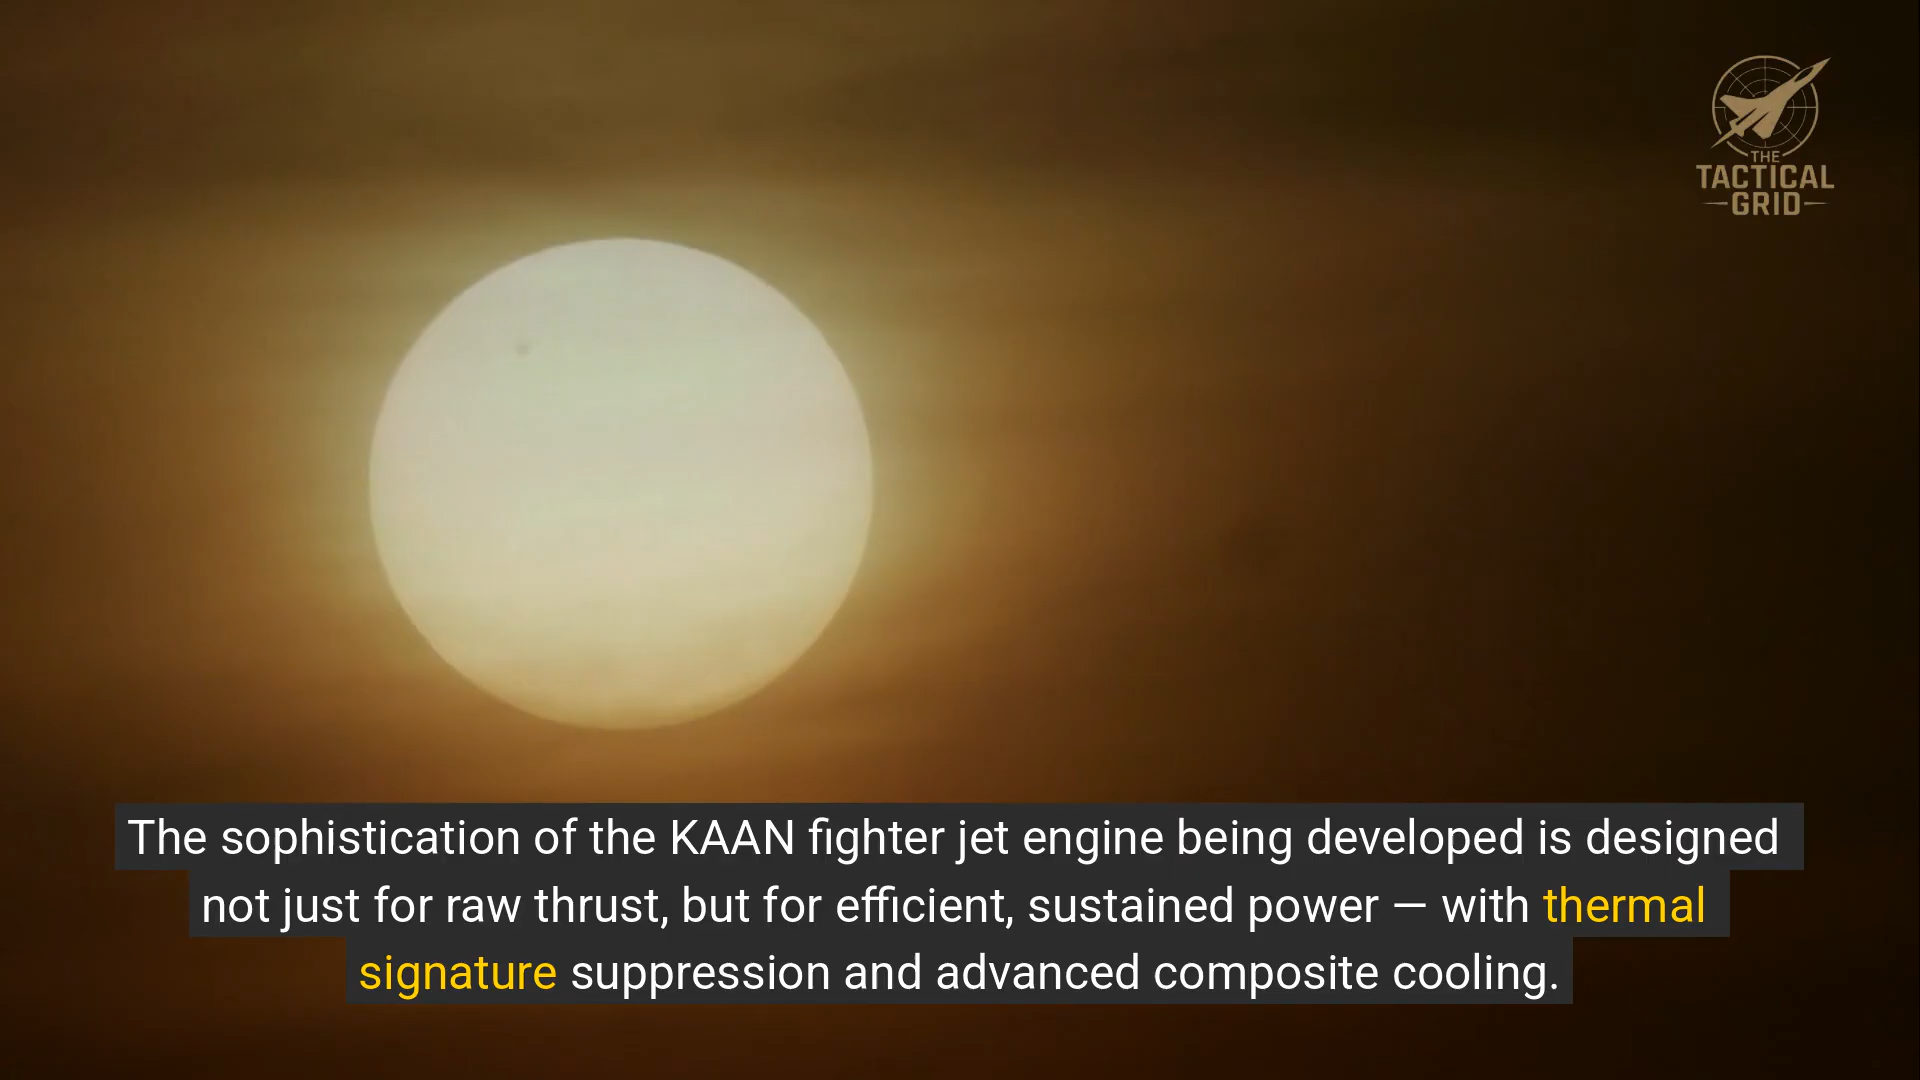 THE
TACTICAL
GRID
The sophistication of the KAAN fighter jet engine being developed is designed
not just for raw thrust, but for efficient, sustained power — with thermal
signature suppression and advanced composite cooling.